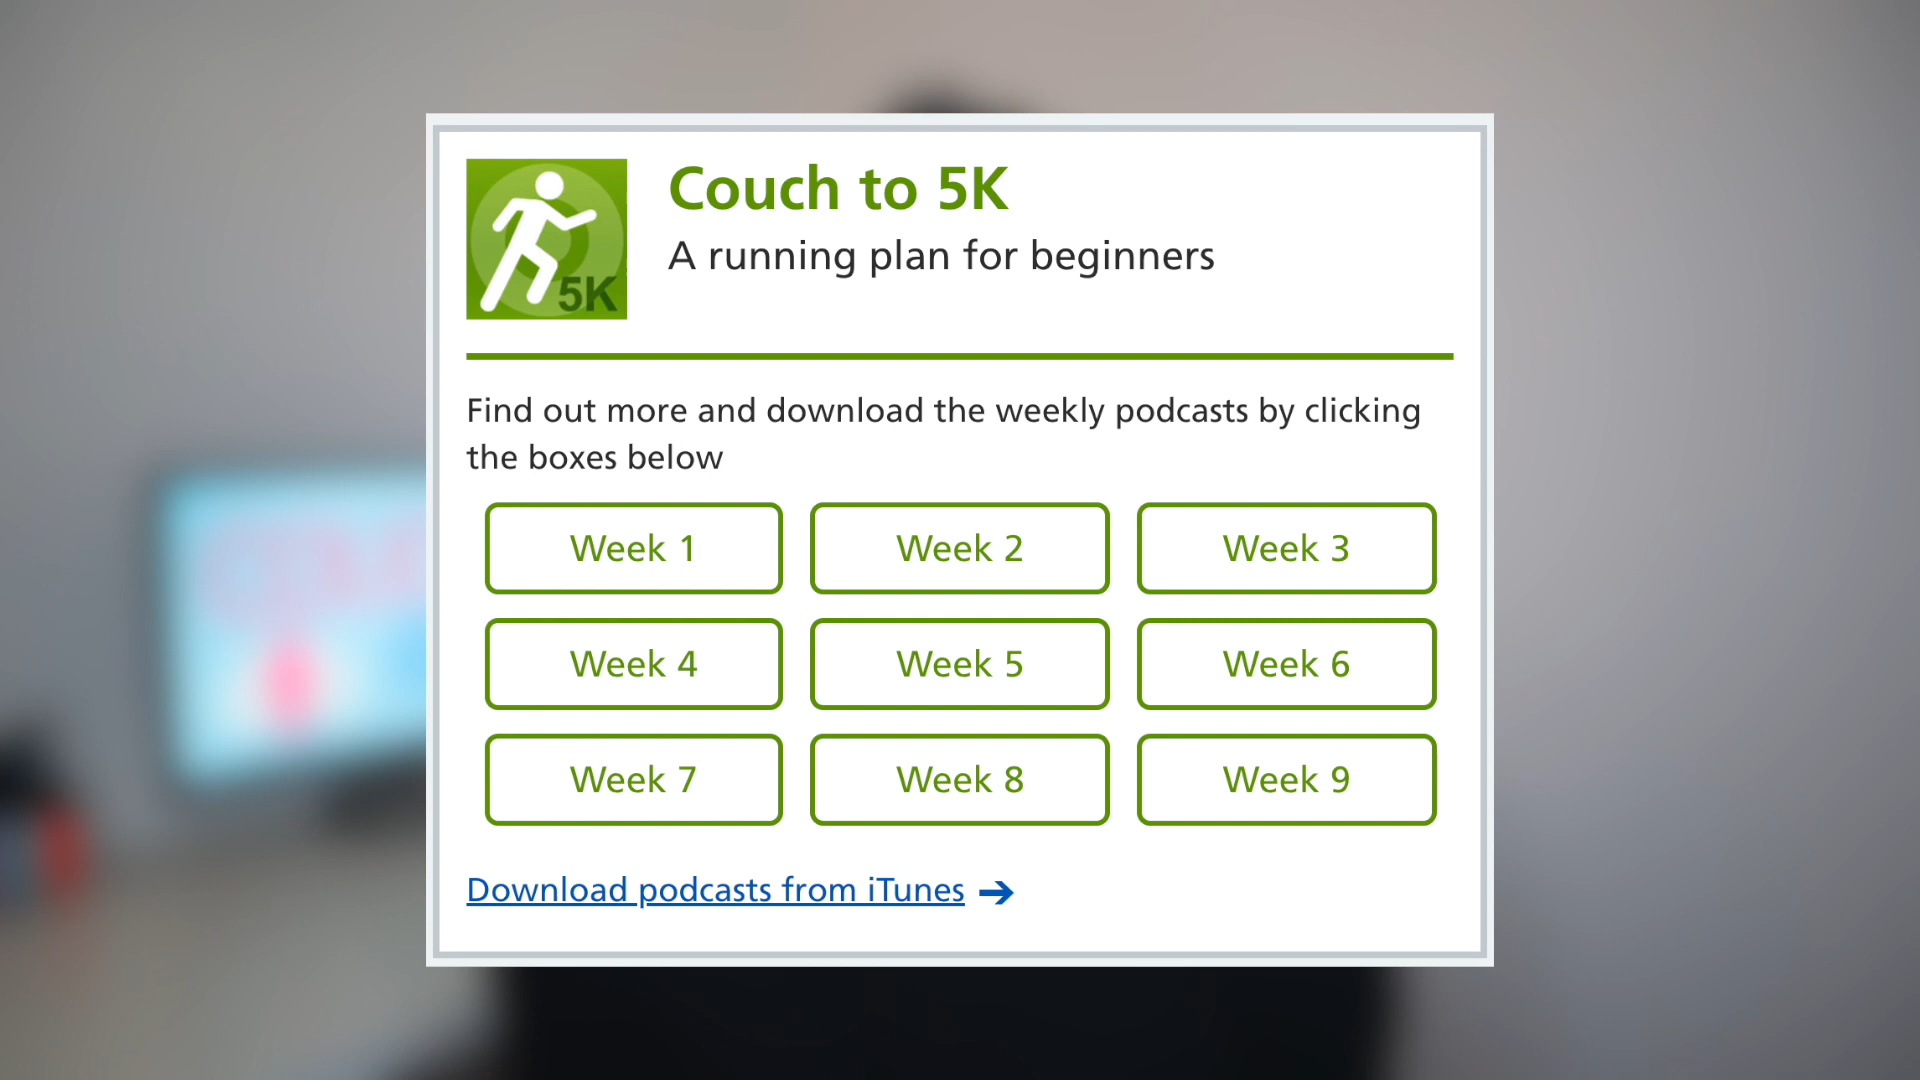 5K
Couch to 5K
A running plan for beginners
Find out more and download the weekly podcasts by clicking
the boxes below
Week 1
Week 2
Week 3
Week 4
Week 5
Week 6
Week 7
Week 8
Week 9
Download podcasts from iTunes